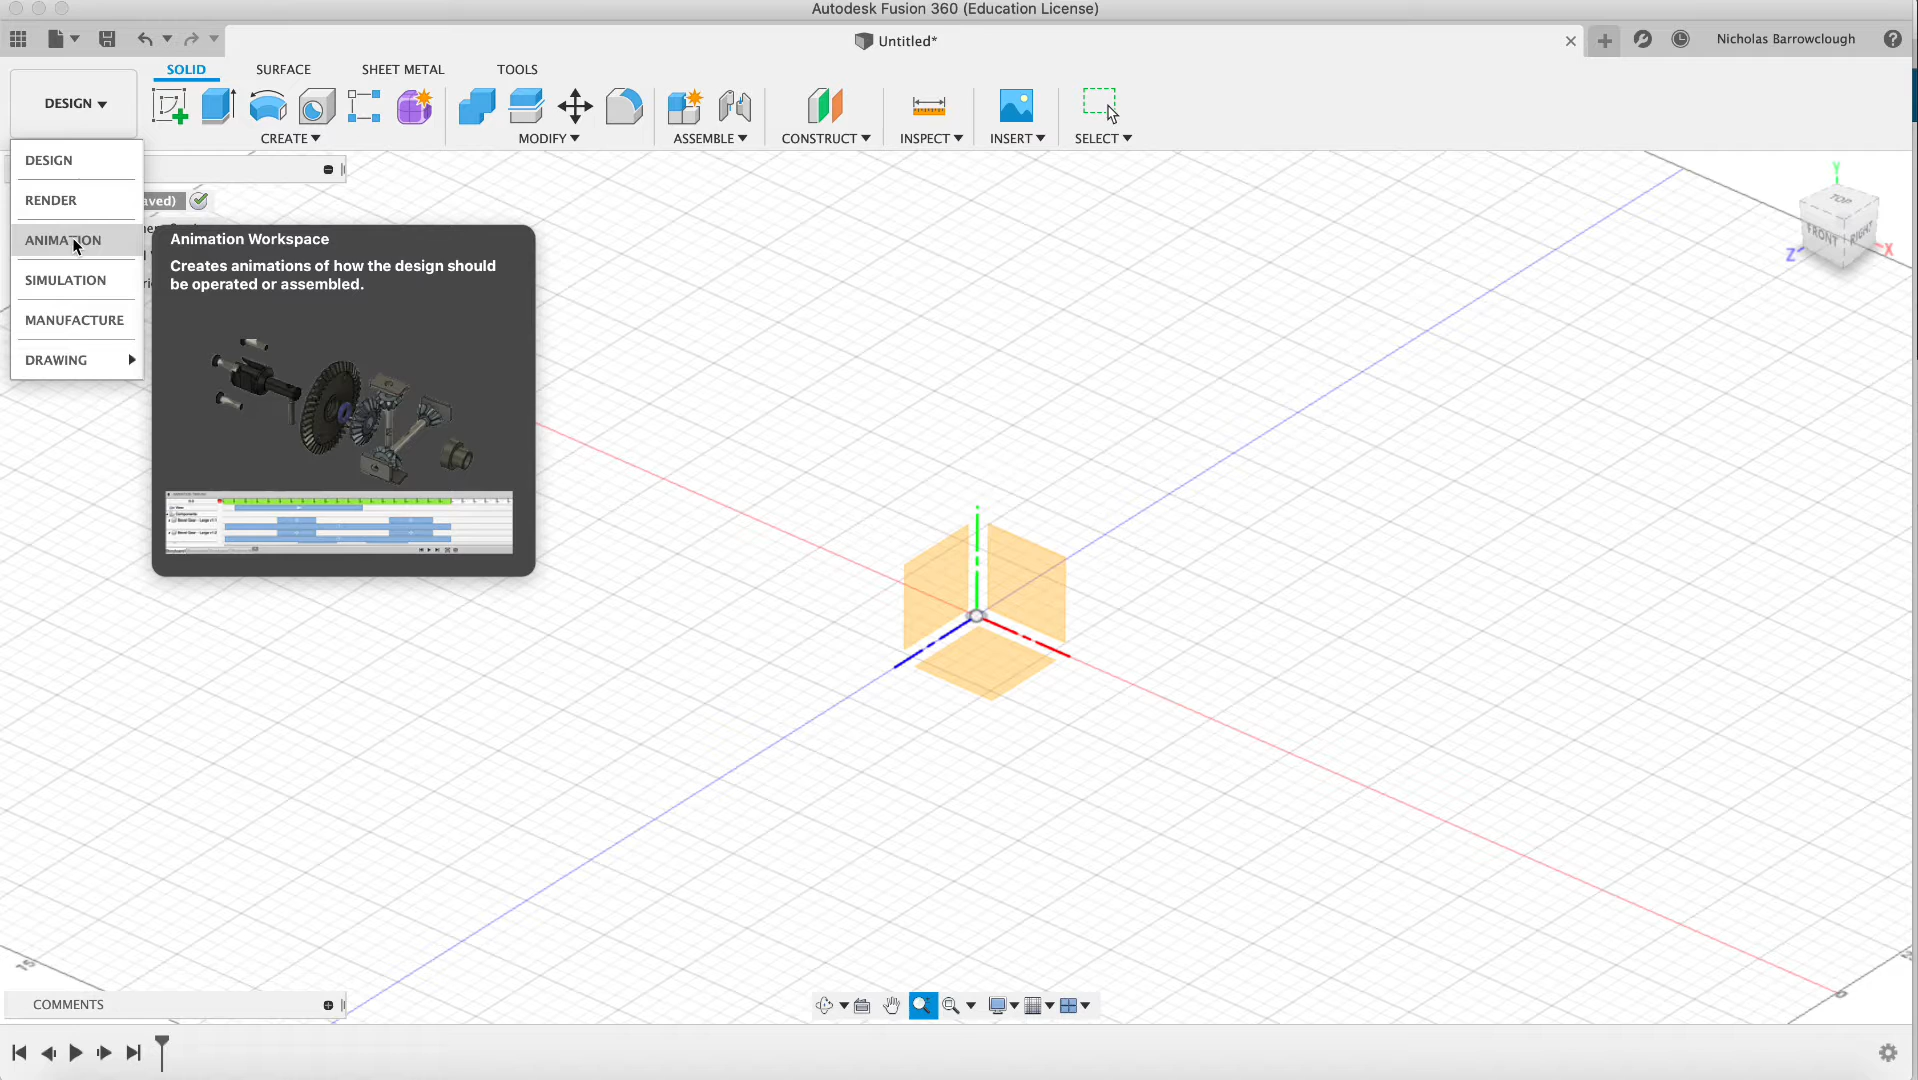 Autodesk Fusion 360 (Education License)
Untitled*
Nicholas Barrowclough
SOLID
SURFACE
SHEET METAL
TOOLS
DESIGN
CREATE
MODIFY
ASSEMBLE
CONSTRUCT
INSPECT
INSERT
SELECT
DESIGN
RENDER
ANIMATION
SIMULATION
MANUFACTURE
DRAWING
aved)
Animation Workspace
Creates animations of how the design should
be operated or assembled.
Y
TOP
FRONT
RIGHT
Z
X
COMMENTS